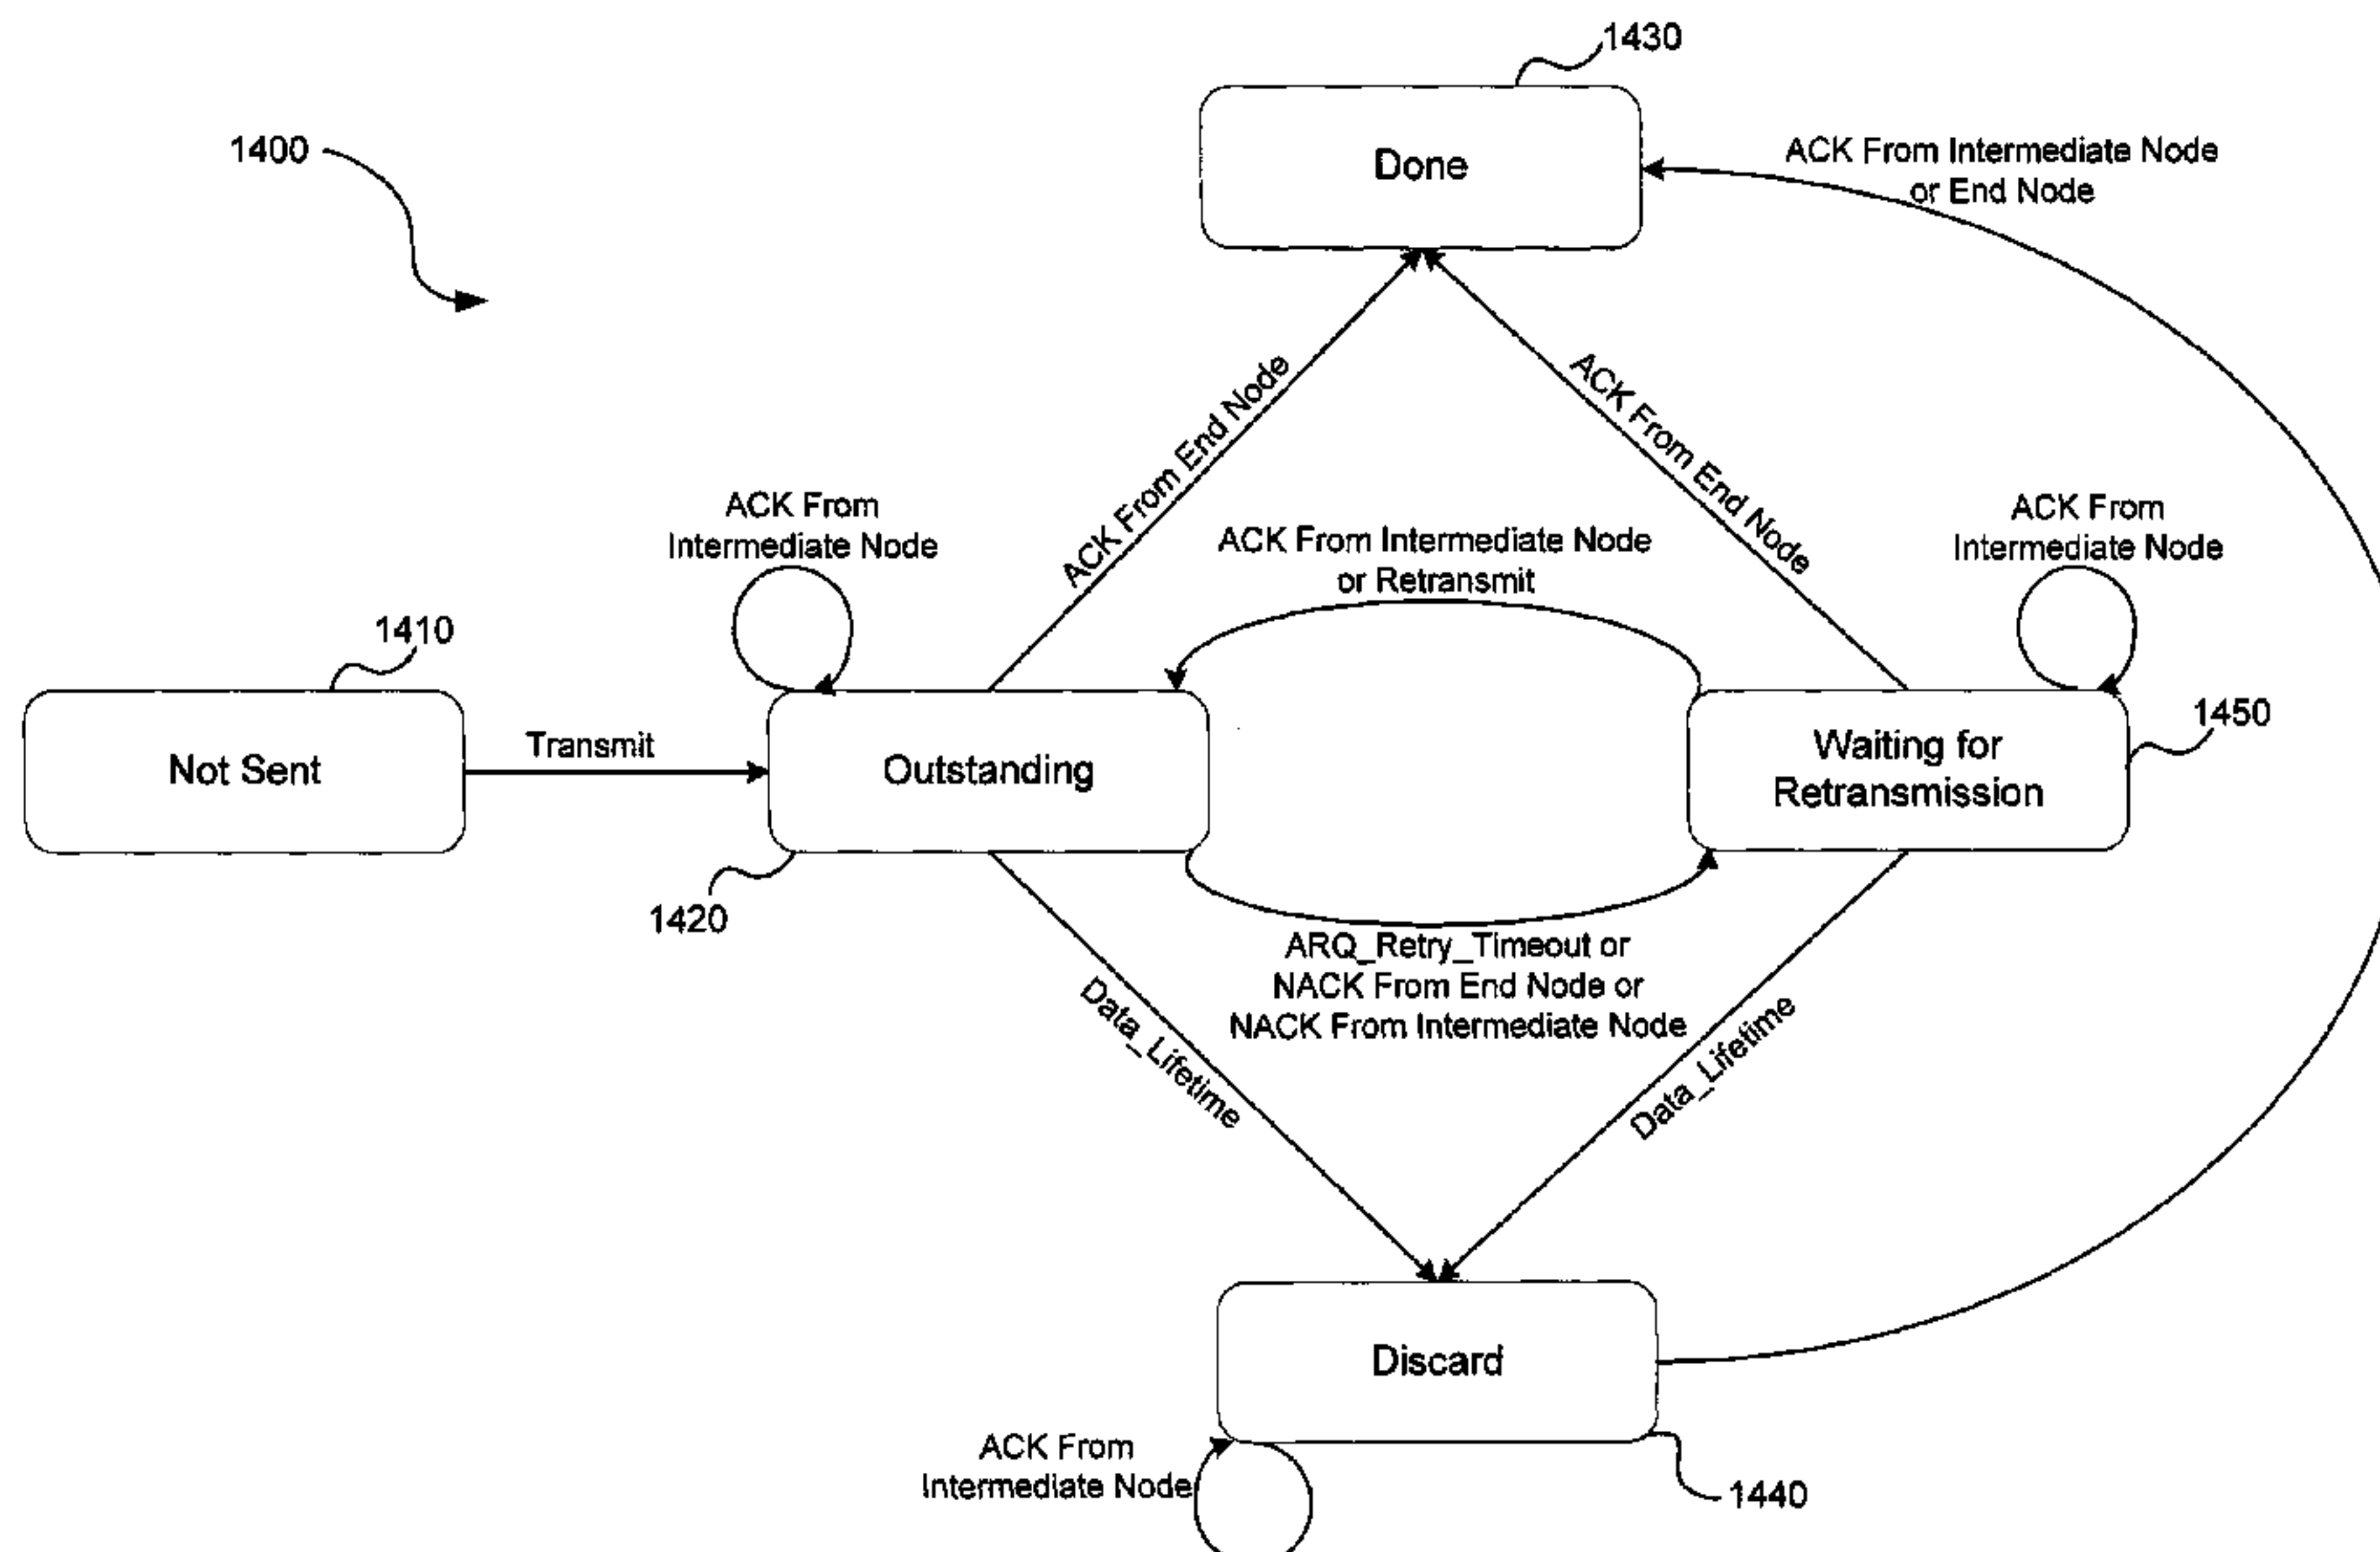 1430
1400
Done
ACK From Intermediate Node
or End Node
ACK From End Node
ACK From End Node
ACK From
Intermediate Node
ACK From Intermediate Node
or Retransmit
ACK From
Intermediate Node
1410
1450
Not Sent
Transmit
Outstanding
Waiting for
Retransmission
1420
ARQ_Retry_Timeout or
NACK From End Node or
NACK From Intermediate Node
Data_Lifetime
Data_Lifetime
Discard
ACK From
Intermediate Node
1440